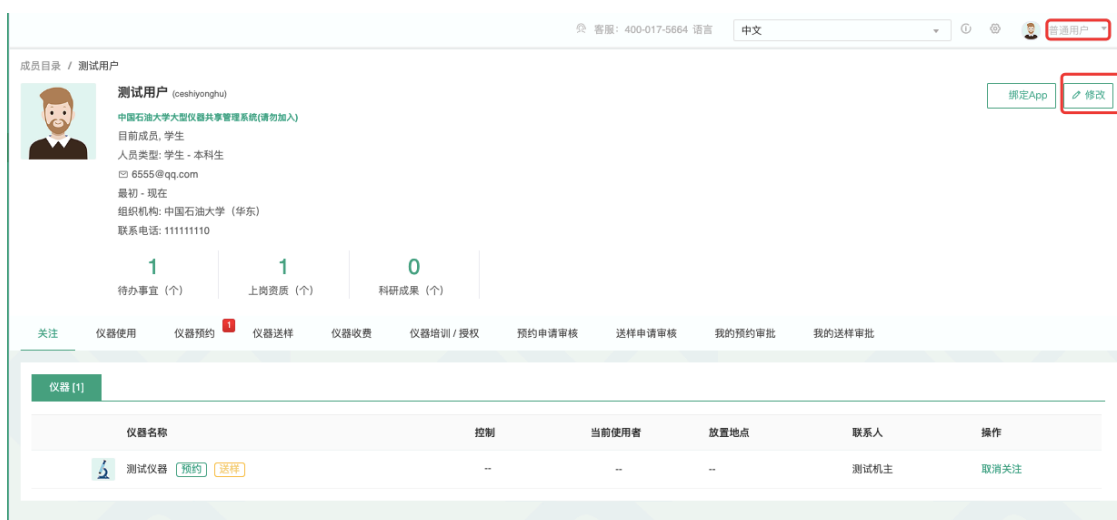 客服：400-017-5664 语言 中文 普通用户
成员目录 / 测试用户
测试用户 (ceshiyonghu)
绑定App 修改
中国石油大学大型仪器共享管理系统(请勿加入)
目前成员, 学生
人员类型: 学生 - 本科生
6555@qq.com
最初 - 现在
组织机构: 中国石油大学（华东）
联系电话: 111111110
1 1 0
待办事宜（个） 上岗资质（个） 科研成果（个）
关注 仪器使用 仪器预约 1 仪器送样 仪器收费 仪器培训 / 授权 预约申请审核 送样申请审核 我的预约审批 我的送样审批
仪器 [1]
仪器名称 控制 当前使用者 放置地点 联系人 操作
测试仪器 预约 送样 -- -- -- 测试机主 取消关注